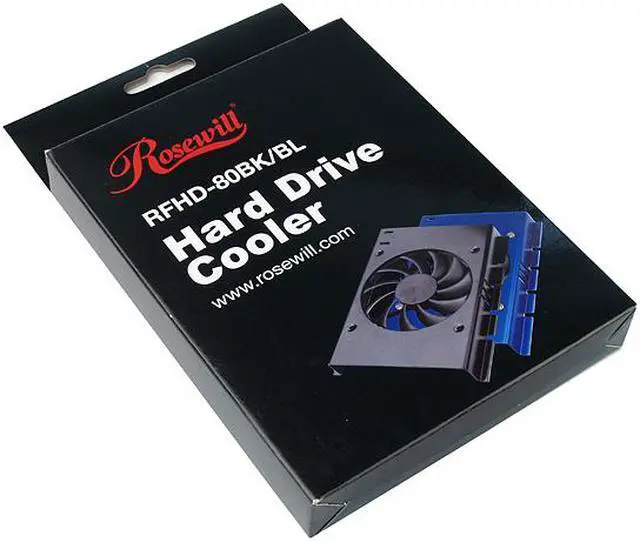 Rosewill®
RFHD-80BK/BL
Hard Drive
Cooler
www.rosewill.com